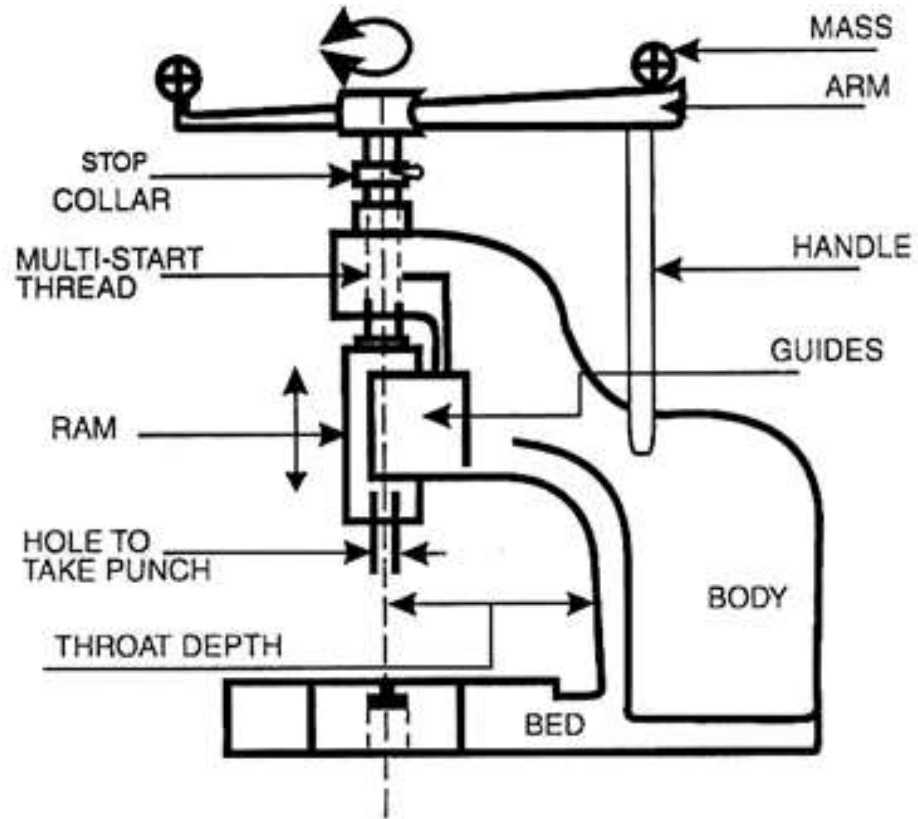 MASS
ARM
STOP
COLLAR
MULTI-START
THREAD
HANDLE
GUIDES
RAM
HOLE TO
TAKE PUNCH
THROAT DEPTH
BODY
BED